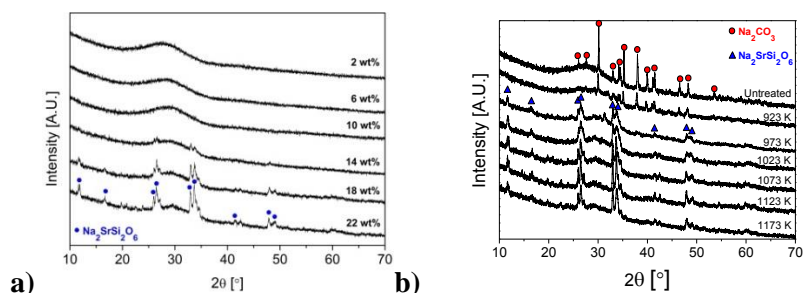 a)
Intensity [A.U.]
2 wt%
6 wt%
10 wt%
14 wt%
18 wt%
22 wt%
Na₂SrSi₂O₆
10 20 30 40 50 60 70
2θ [°]
b)
Intensity [A.U.]
Na₂CO₃
Na₂SrSi₂O₆
Untreated
923 K
973 K
1023 K
1073 K
1123 K
1173 K
10 20 30 40 50 60 70
2θ [°]